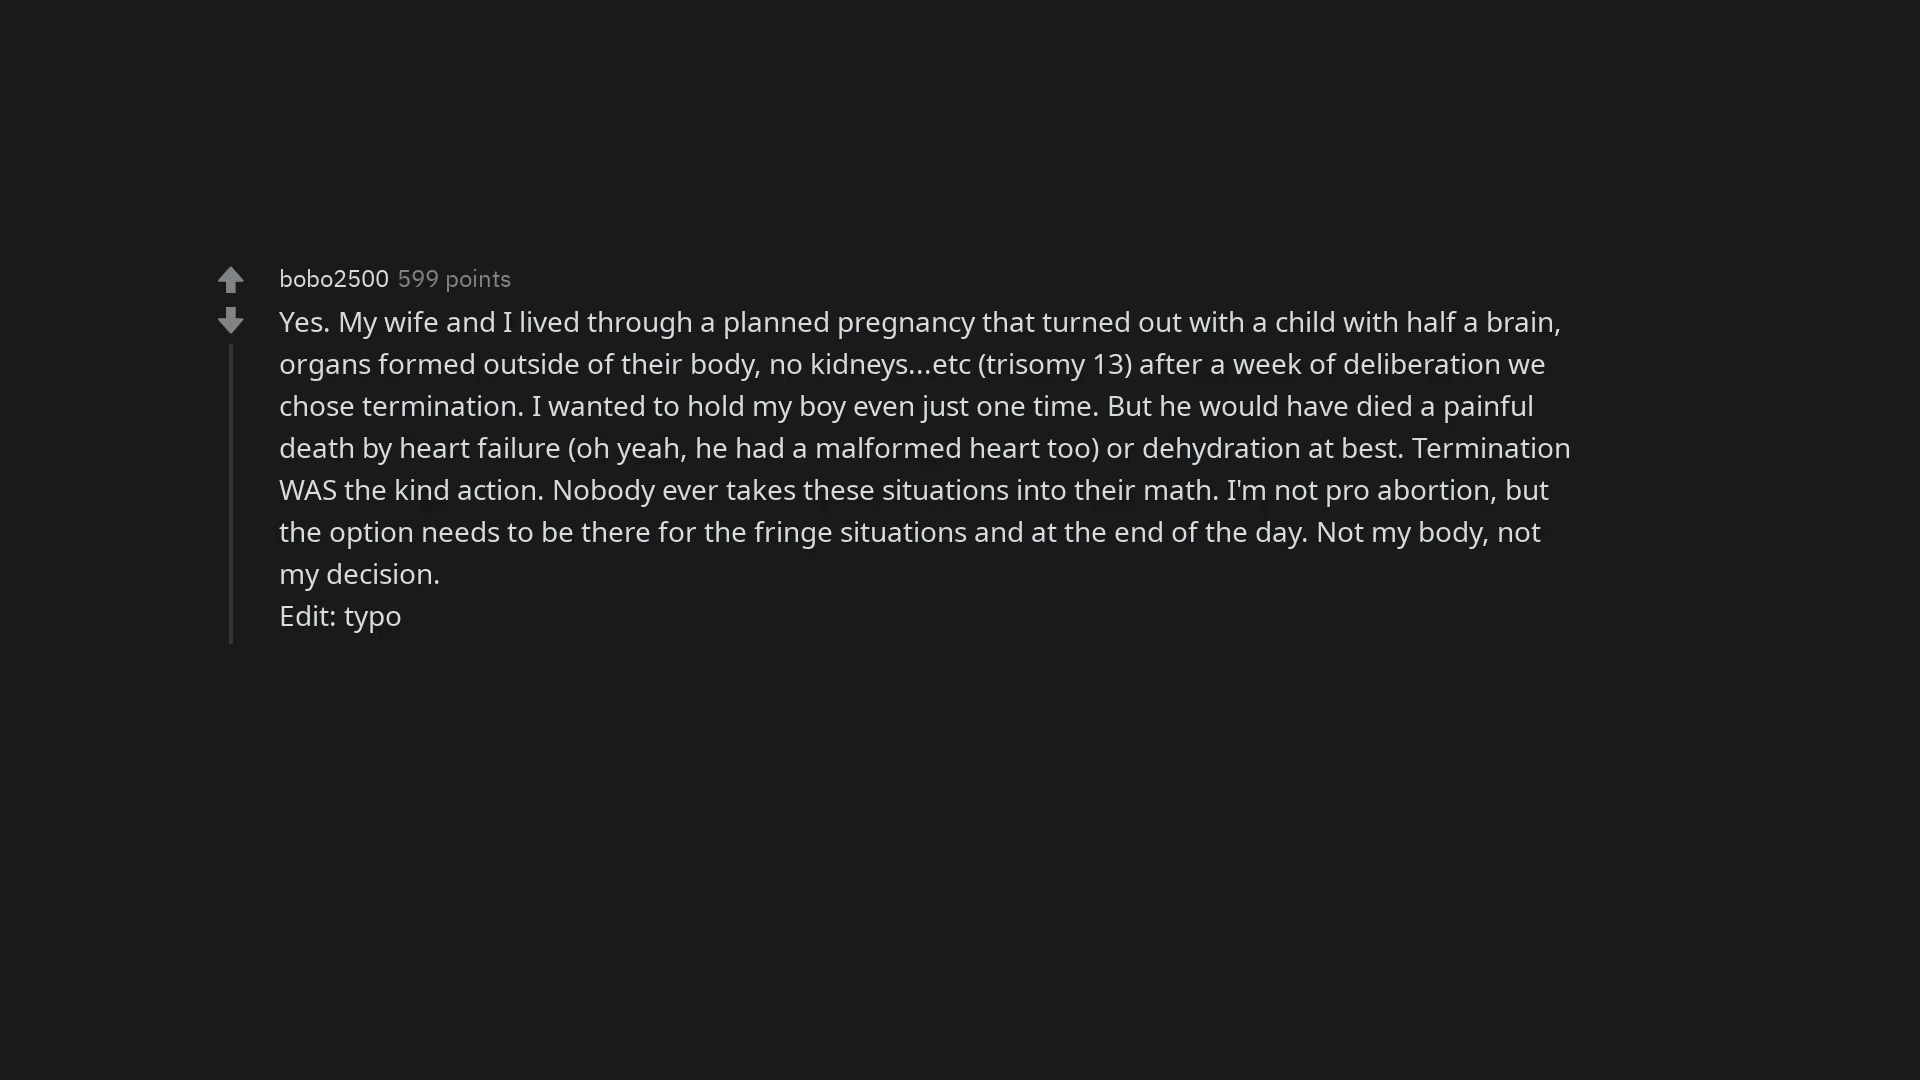 bobo2500 599 points
Yes. My wife and I lived through a planned pregnancy that turned out with a child with half a brain,
organs formed outside of their body, no kidneys...etc (trisomy 13) after a week of deliberation we
chose termination. I wanted to hold my boy even just one time. But he would have died a painful
death by heart failure (oh yeah, he had a malformed heart too) or dehydration at best. Termination
WAS the kind action. Nobody ever takes these situations into their math. I'm not pro abortion, but
the option needs to be there for the fringe situations and at the end of the day. Not my body, not
my decision.
Edit: typo